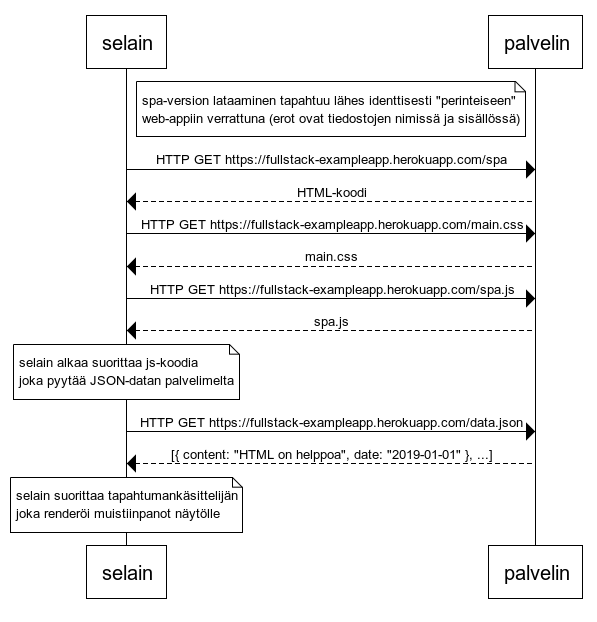 selain
palvelin
spa-version lataaminen tapahtuu lähes identtisesti "perinteiseen"
web-appiin verrattuna (erot ovat tiedostojen nimissä ja sisällössä)
HTTP GET https://fullstack-exampleapp.herokuapp.com/spa
HTML-koodi
HTTP GET https://fullstack-exampleapp.herokuapp.com/main.css
main.css
HTTP GET https://fullstack-exampleapp.herokuapp.com/spa.js
spa.js
selain alkaa suorittaa js-koodia
joka pyytää JSON-datan palvelimelta
HTTP GET https://fullstack-exampleapp.herokuapp.com/data.json
[{ content: "HTML on helppoa", date: "2019-01-01" }, ...]
selain suorittaa tapahtumankäsittelijän
joka renderöi muistiinpanot näytölle
selain
palvelin